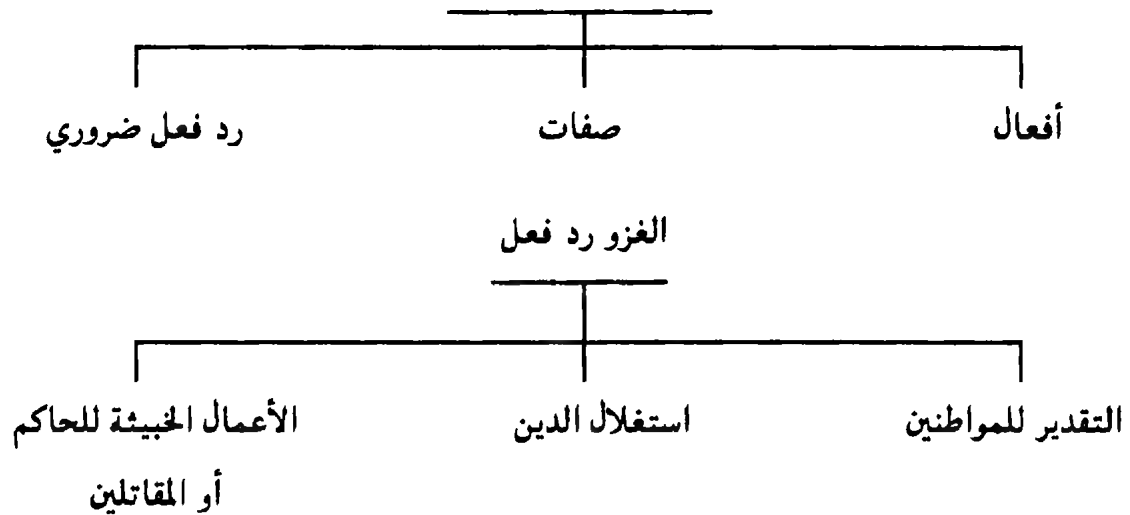 أفعال صفات رد فعل ضروري
الغزو رد فعل
التقدير للمواطنين استغلال الدين الأعمال الخبيثة للحاكم
أو المقاتلين